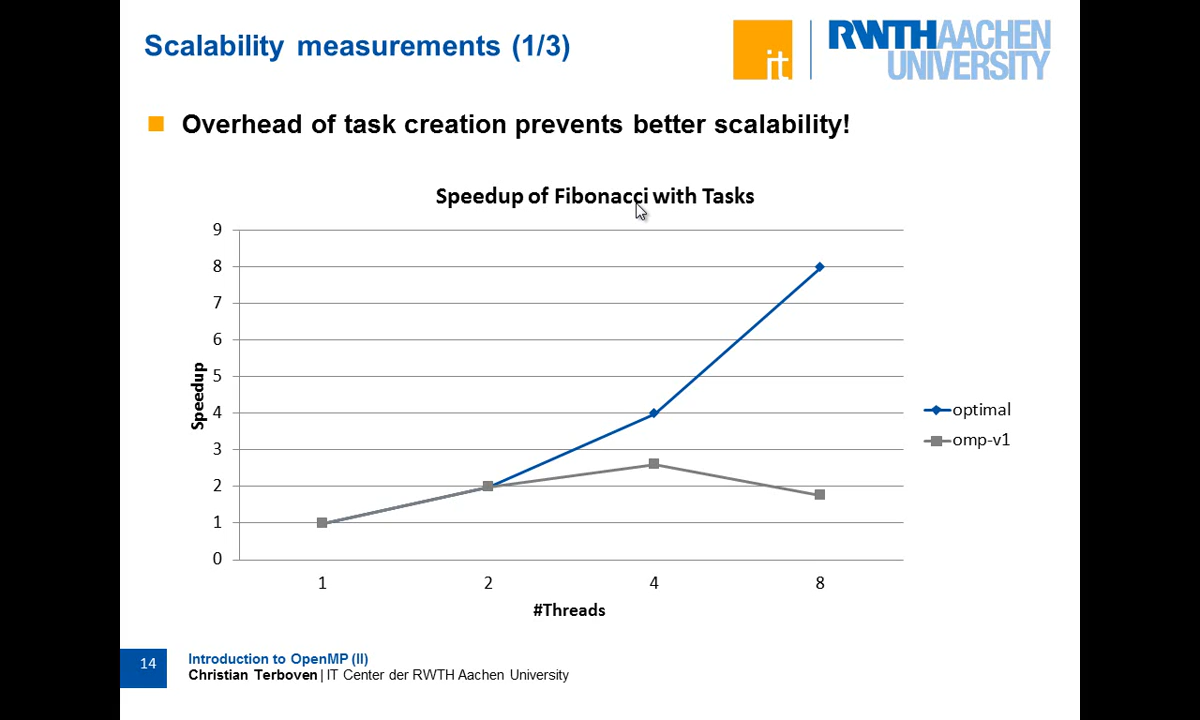 Scalability measurements (1/3)
it
RWTHAACHEN
UNIVERSITY
Overhead of task creation prevents better scalability!
Speedup of Fibonacci with Tasks
9
8
7
6
5
4
3
2
1
0
Speedup
optimal
omp-v1
1 2 4 8
#Threads
14
Introduction to OpenMP (II)
Christian Terboven | IT Center der RWTH Aachen University